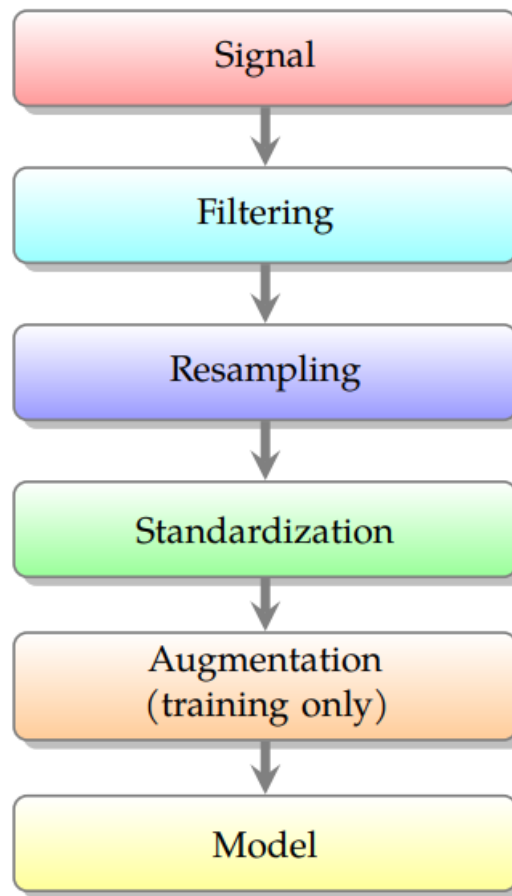 Signal
Filtering
Resampling
Standardization
Augmentation
(training only)
Model